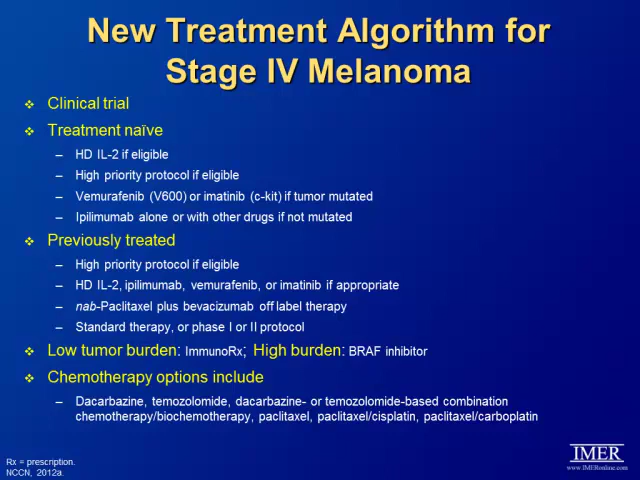 New Treatment Algorithm for
Stage IV Melanoma
❖ Clinical trial
❖ Treatment naïve
– HD IL-2 if eligible
– High priority protocol if eligible
– Vemurafenib (V600) or imatinib (c-kit) if tumor mutated
– Ipilimumab alone or with other drugs if not mutated
❖ Previously treated
– High priority protocol if eligible
– HD IL-2, ipilimumab, vemurafenib, or imatinib if appropriate
– nab-Paclitaxel plus bevacizumab off label therapy
– Standard therapy, or phase I or II protocol
❖ Low tumor burden: ImmunoRx; High burden: BRAF inhibitor
❖ Chemotherapy options include
– Dacarbazine, temozolomide, dacarbazine- or temozolomide-based combination
chemotherapy/biochemotherapy, paclitaxel, paclitaxel/cisplatin, paclitaxel/carboplatin
Rx = prescription.
NCCN, 2012a.
IMER
www.IMERonline.com